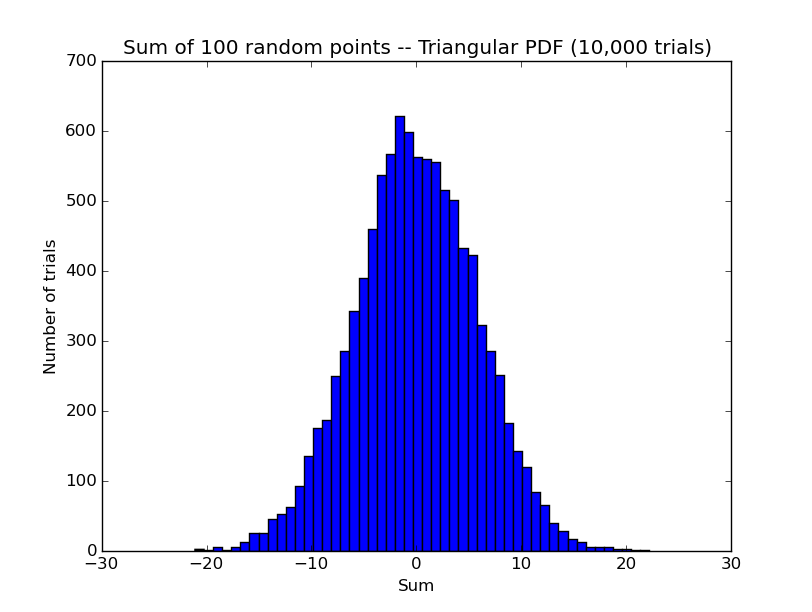 Sum of 100 random points -- Triangular PDF (10,000 trials)
700
600
500
400
300
200
100
0
Number of trials
−30 −20 −10 0 10 20 30
Sum